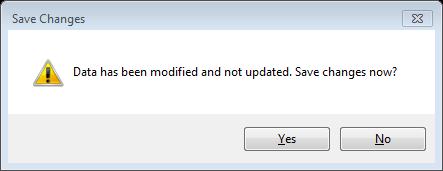 Save Changes
Data has been modified and not updated. Save changes now?
Yes
No